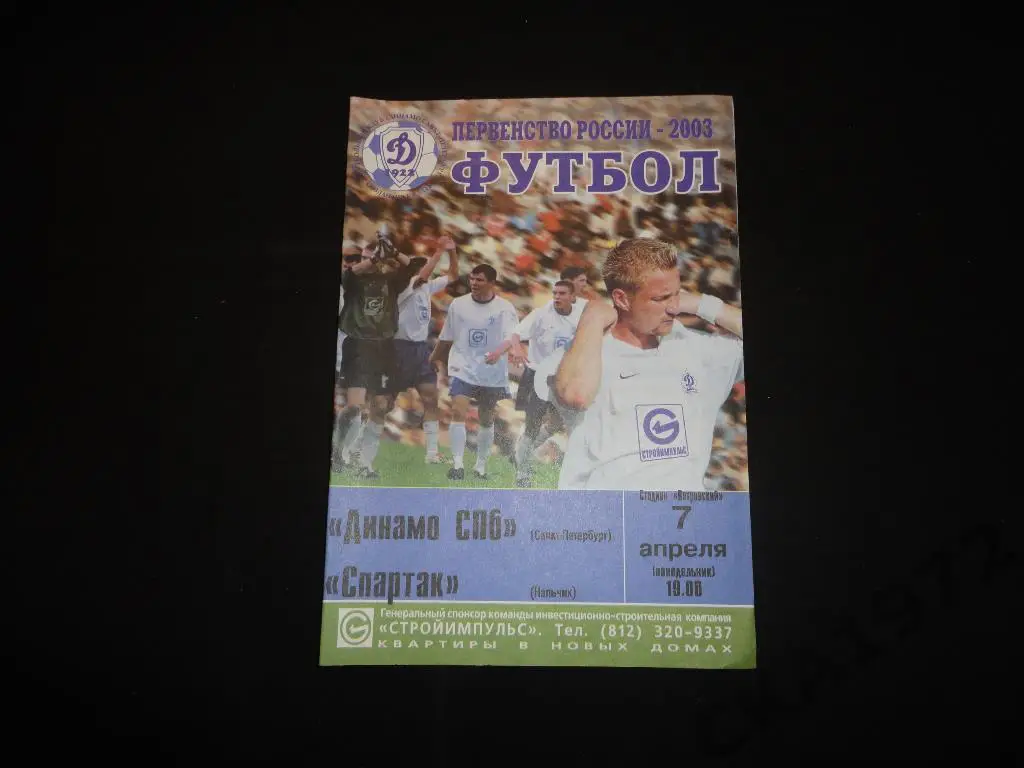 ПЕРВЕНСТВО РОССИИ - 2003
ФУТБОЛ
Д
1922
СТРОЙИМПУЛЬС
«Динамо СПб» (Санкт-Петербург)
«Спартак» (Нальчик)
Стадион «Петровский»
7
апреля
(понедельник)
19.00
Генеральный спонсор команды инвестиционно-строительная компания
«СТРОЙИМПУЛЬС». Тел. (812) 320-9337
КВАРТИРЫ В НОВЫХ ДОМАХ